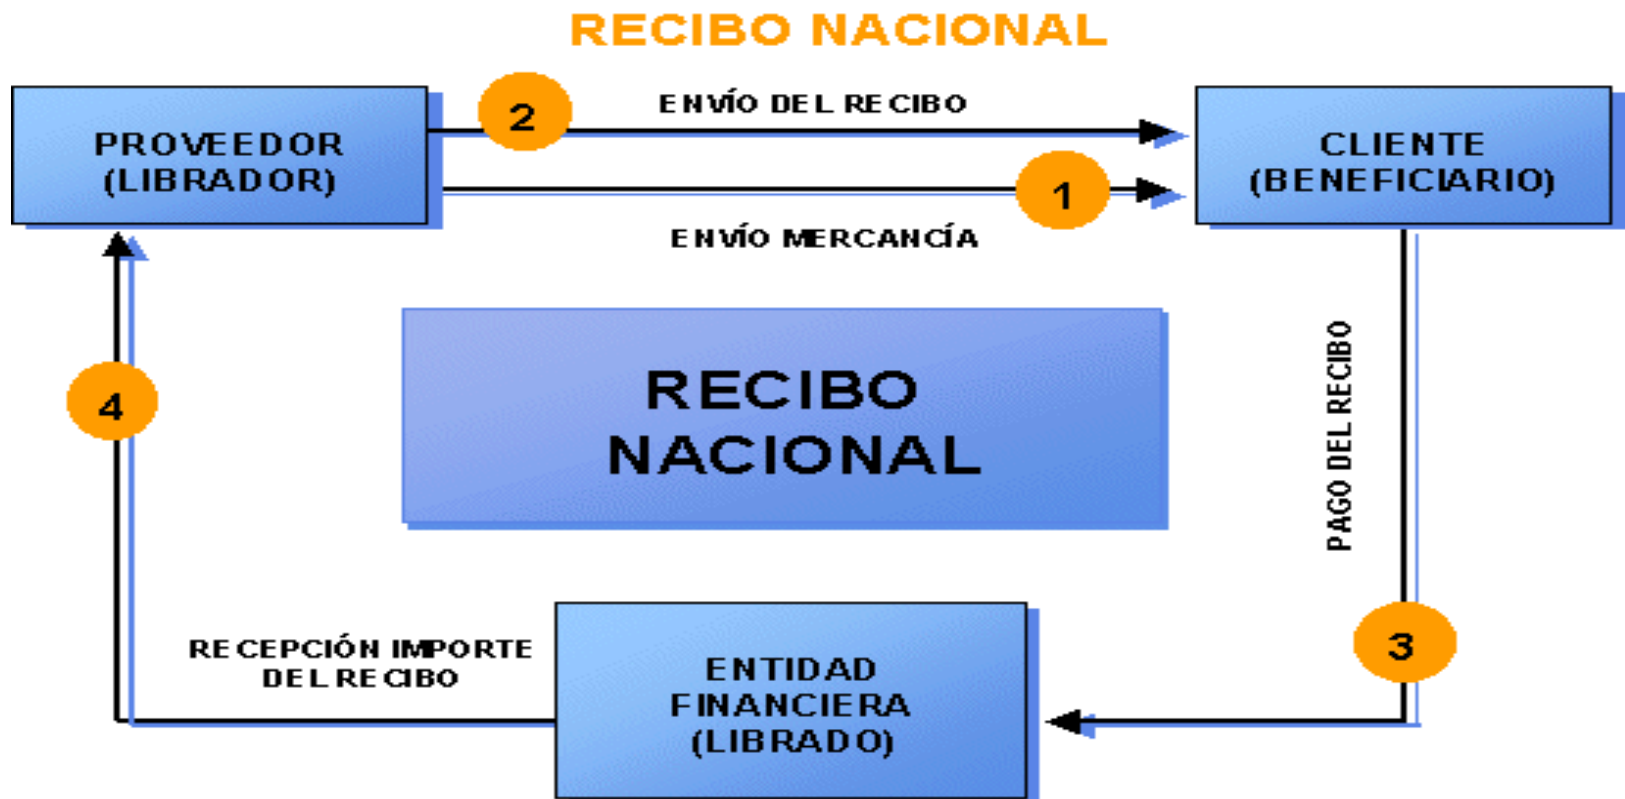 RECIBO NACIONAL
2
ENVÍO DEL RECIBO
PROVEEDOR
(LIBRADOR)
CLIENTE
(BENEFICIARIO)
1
ENVÍO MERCANCÍA
RECIBO
NACIONAL
4
PAGO DEL RECIBO
3
RECEPCIÓN IMPORTE
DEL RECIBO
ENTIDAD
FINANCIERA
(LIBRADO)